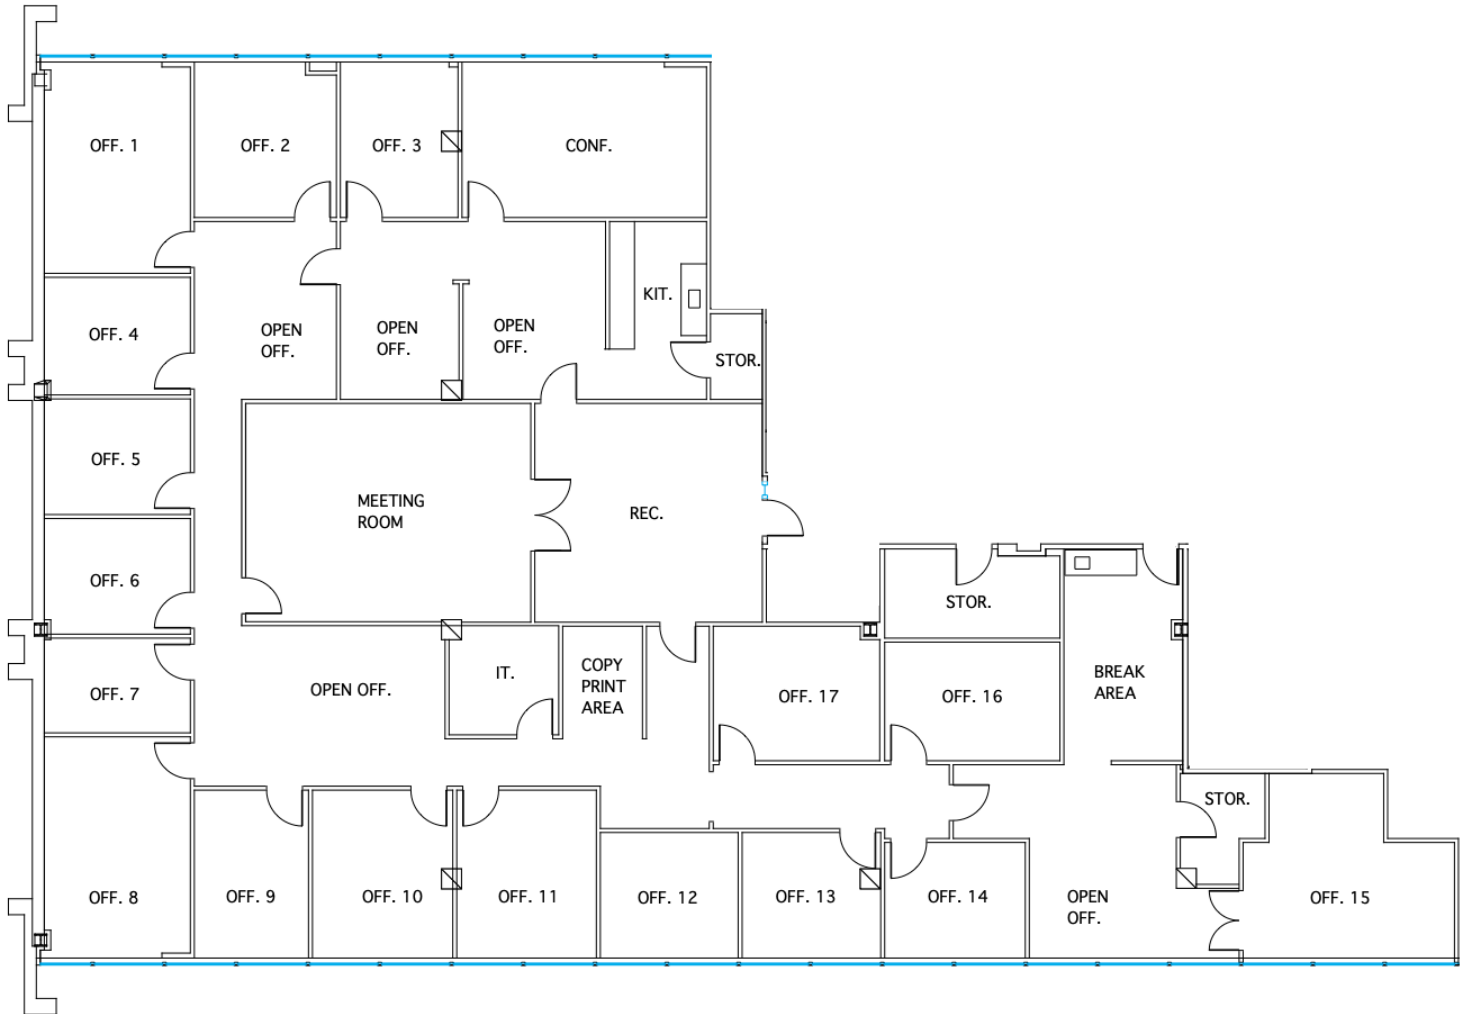 OFF. 1
OFF. 2
OFF. 3
CONF.
OFF. 4
OPEN
OFF.
OPEN
OFF.
OPEN
OFF.
KIT.
STOR.
OFF. 5
MEETING
ROOM
REC.
OFF. 6
STOR.
OFF. 7
OPEN OFF.
IT.
COPY
PRINT
AREA
OFF. 17
OFF. 16
BREAK
AREA
STOR.
OFF. 8
OFF. 9
OFF. 10
OFF. 11
OFF. 12
OFF. 13
OFF. 14
OPEN
OFF.
OFF. 15